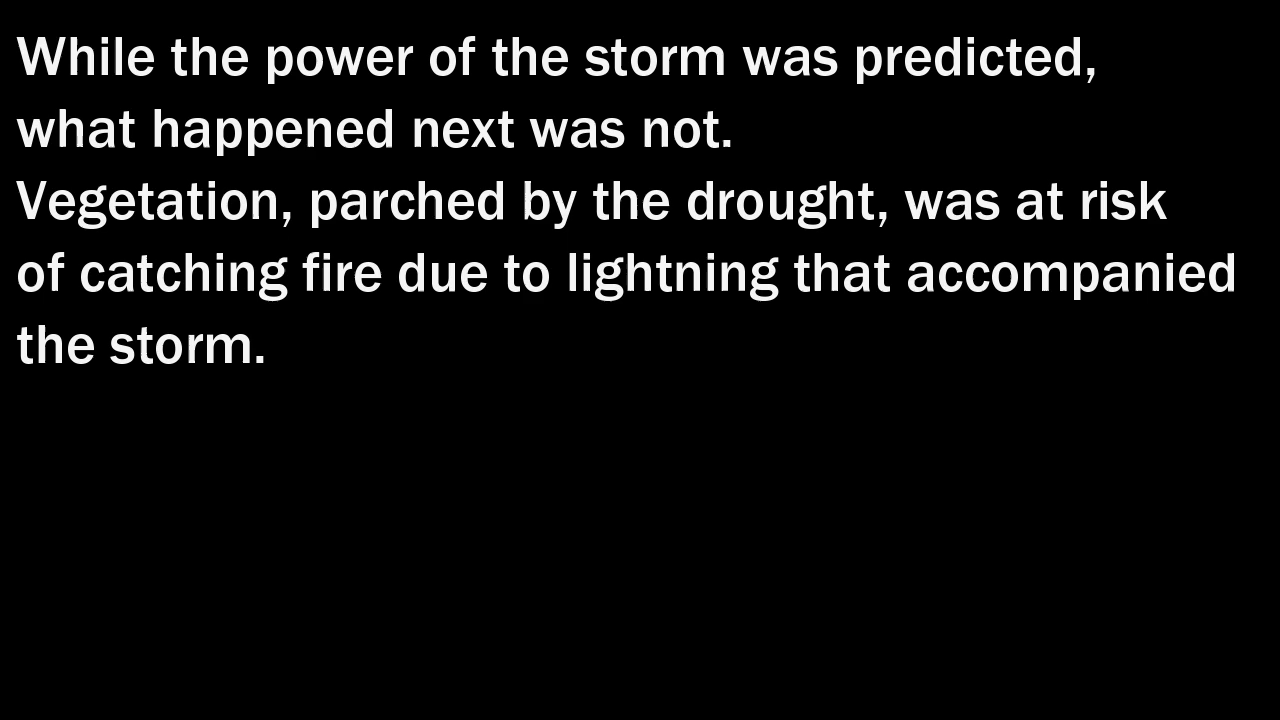 While the power of the storm was predicted,
what happened next was not.
Vegetation, parched by the drought, was at risk
of catching fire due to lightning that accompanied
the storm.